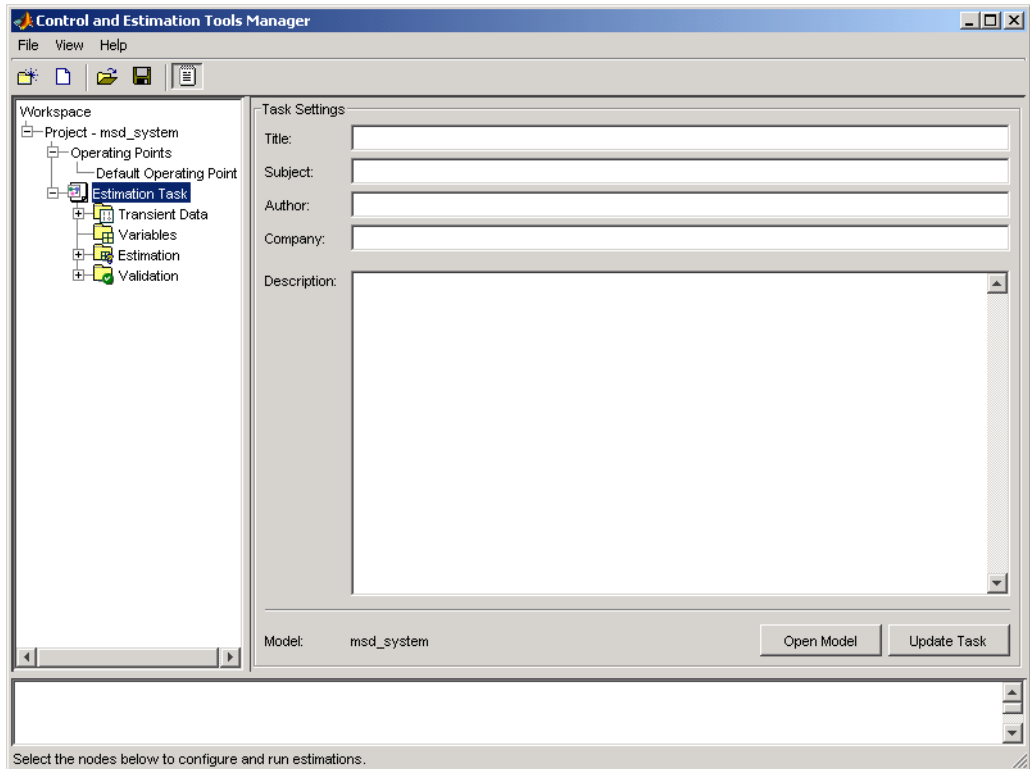 Control and Estimation Tools Manager
File View Help
Workspace
Project - msd_system
Operating Points
Default Operating Point
Estimation Task
Transient Data
Variables
Estimation
Validation
Task Settings
Title:
Subject:
Author:
Company:
Description:
Model: msd_system
Open Model
Update Task
Select the nodes below to configure and run estimations.